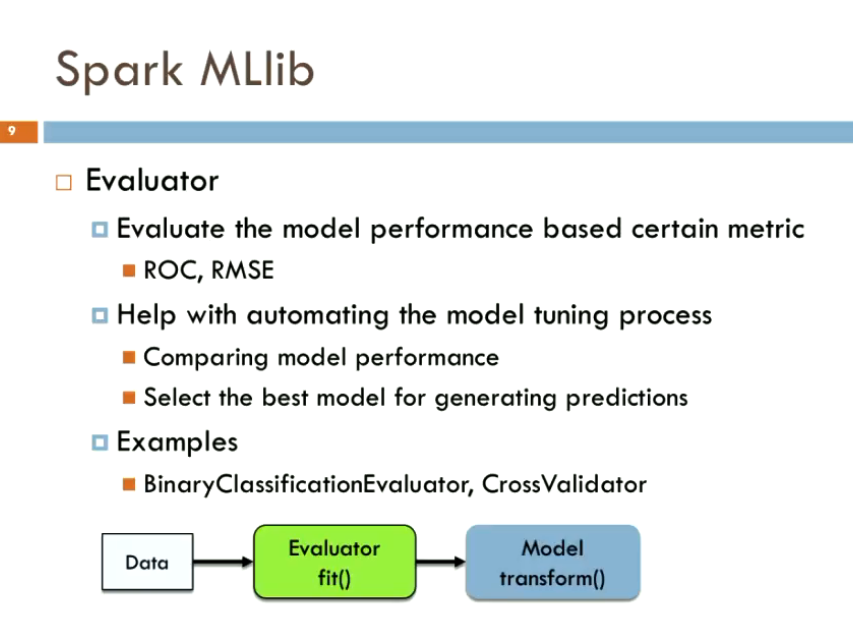 Spark MLlib
9
Evaluator
Evaluate the model performance based certain metric
ROC, RMSE
Help with automating the model tuning process
Comparing model performance
Select the best model for generating predictions
Examples
BinaryClassificationEvaluator, CrossValidator
Data
Evaluator
fit()
Model
transform()